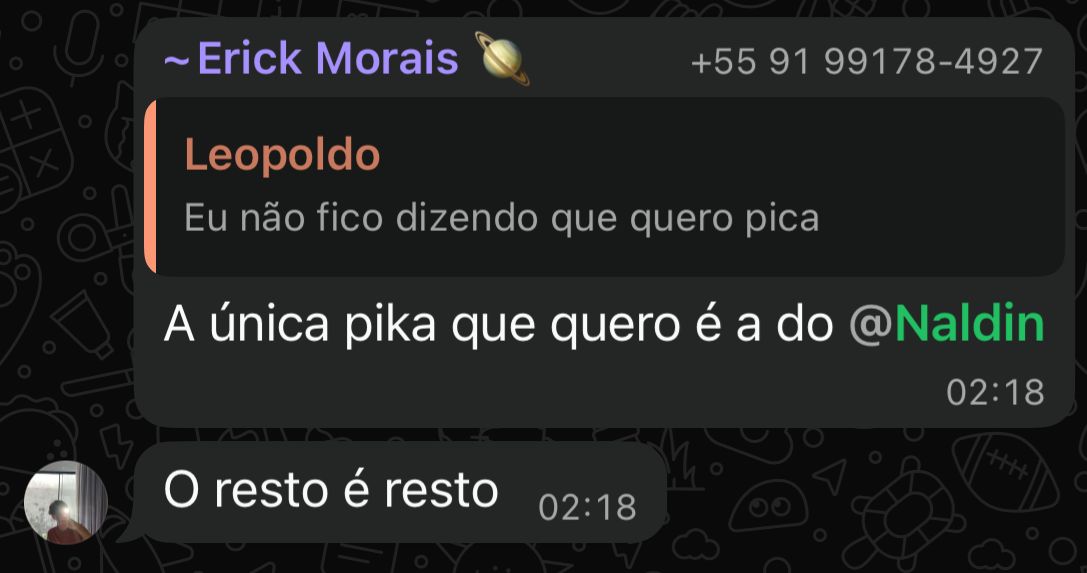 ~Erick Morais 🪐 +55 91 99178-4927
Leopoldo
Eu não fico dizendo que quero pica
A única pika que quero é a do @Naldin
02:18
O resto é resto 02:18